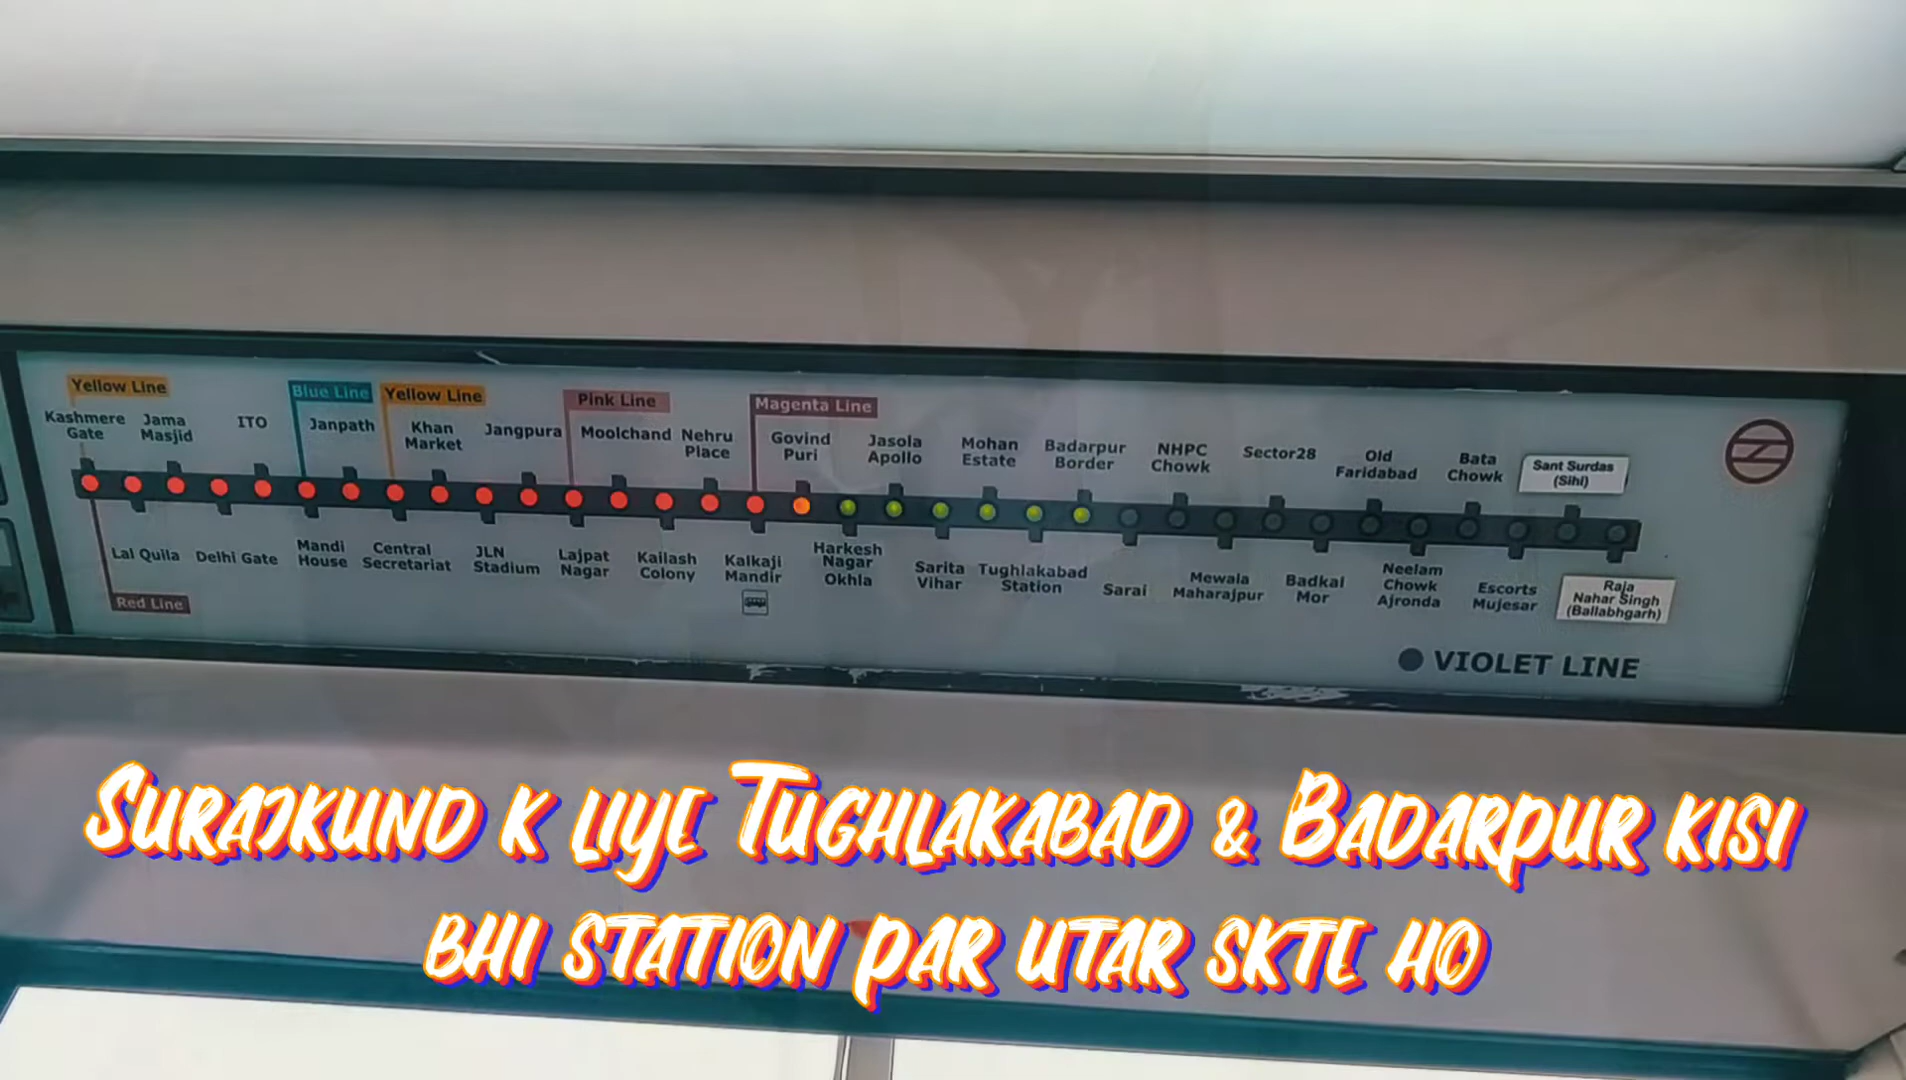 Yellow Line
Blue Line
Yellow Line
Pink Line
Magenta Line
Kashmere
Gate
Jama
Masjid
ITO
Janpath
Khan
Market
Jangpura
Moolchand
Nehru
Place
Govind
Puri
Jasola
Apollo
Mohan
Estate
Badarpur
Border
NHPC
Chowk
Sector28
Old
Faridabad
Bata
Chowk
Sant Surdas
(Sihi)
Lal Quila
Delhi Gate
Mandi
House
Central
Secretariat
JLN
Stadium
Lajpat
Nagar
Kailash
Colony
Kalkaji
Mandir
Harkesh
Nagar
Okhla
Sarita
Vihar
Tughlakabad
Station
Sarai
Mewala
Maharajpur
Badkal
Mor
Neelam
Chowk
Ajronda
Escorts
Mujesar
Raja
Nahar Singh
(Ballabhgarh)
Red Line
VIOLET LINE
SURAJKUND K LIYE TUGHLAKABAD & BADARPUR KISI
BHI STATION PAR UTAR SKTE HO